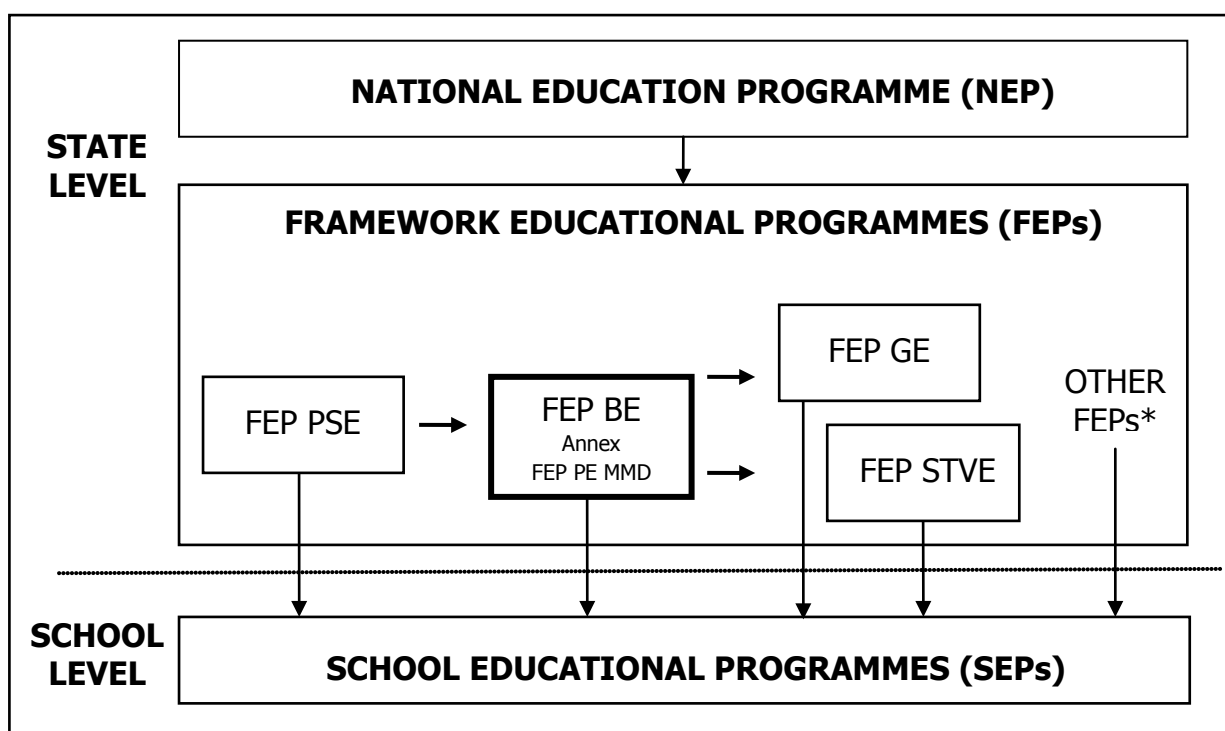 NATIONAL EDUCATION PROGRAMME (NEP)
STATE
LEVEL
FRAMEWORK EDUCATIONAL PROGRAMMES (FEPs)
FEP PSE
FEP BE
Annex
FEP PE MMD
FEP GE
FEP STVE
OTHER
FEPs*
SCHOOL
LEVEL
SCHOOL EDUCATIONAL PROGRAMMES (SEPs)